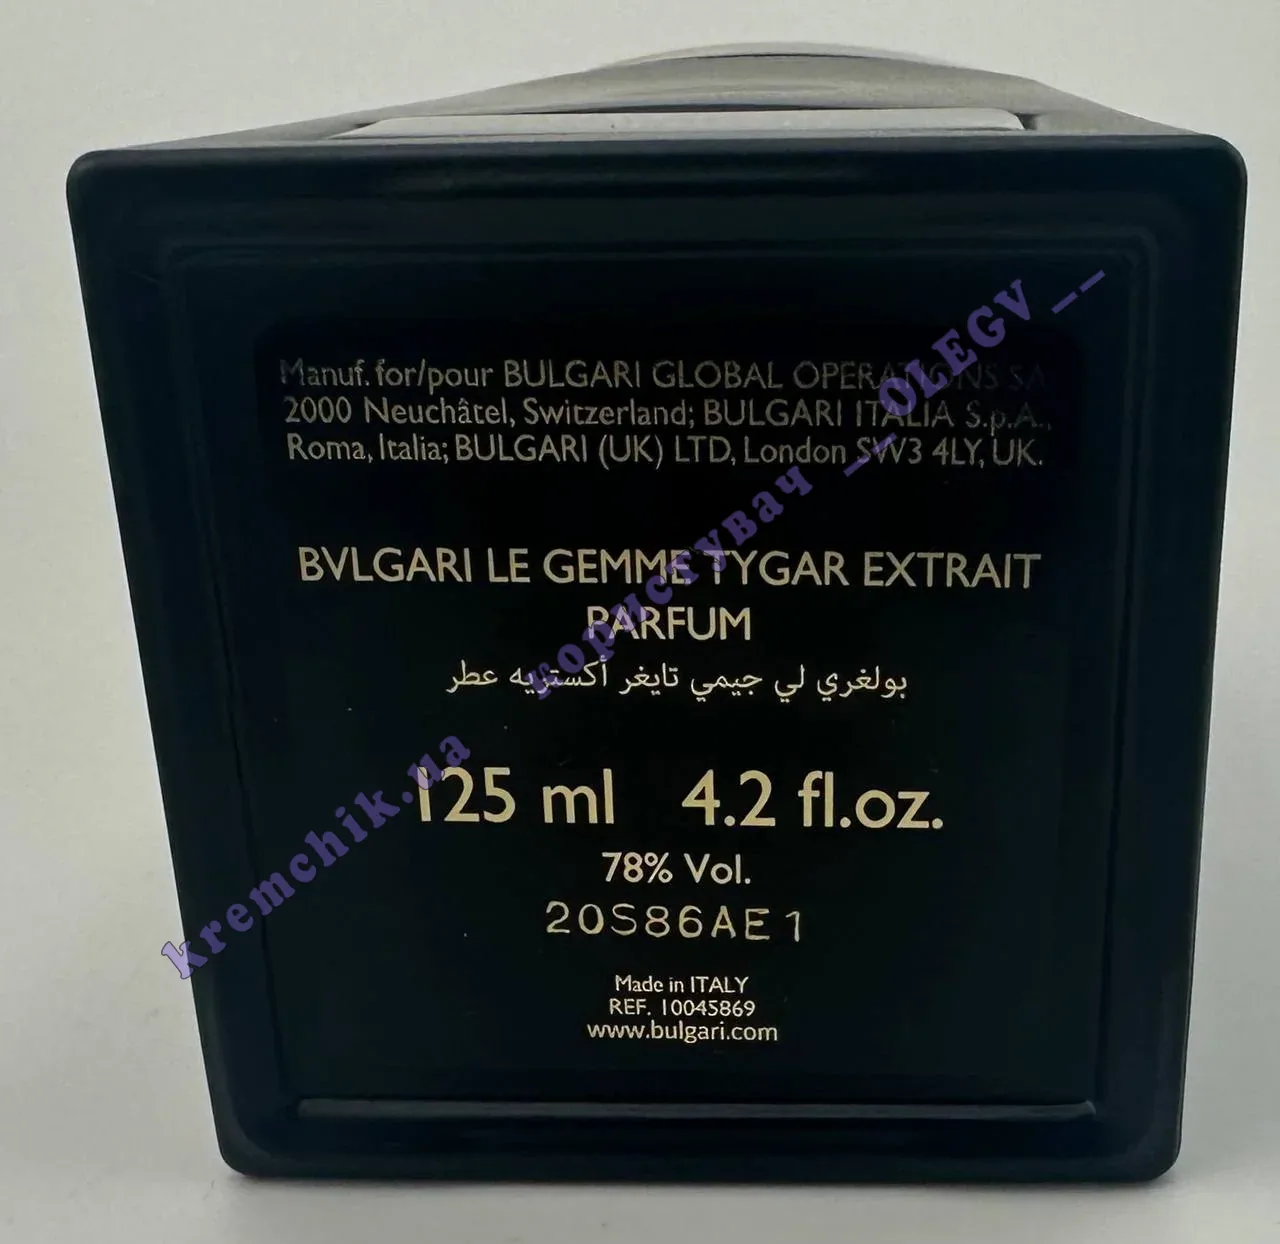 Manuf. for/pour BULGARI GLOBAL OPERATIONS SA
2000 Neuchâtel, Switzerland; BULGARI ITALIA S.p.A.,
Roma, Italia; BULGARI (UK) LTD, London SW3 4LY, UK.
BVLGARI LE GEMME TYGAR EXTRAIT
PARFUM
بولغري لي جيمي تايغر أكستريه عطر
125 ml 4.2 fl.oz.
78% Vol.
20S86AE1
Made in ITALY
REF. 10045869
www.bulgari.com
kremchik.ua користувач __OLEGV__